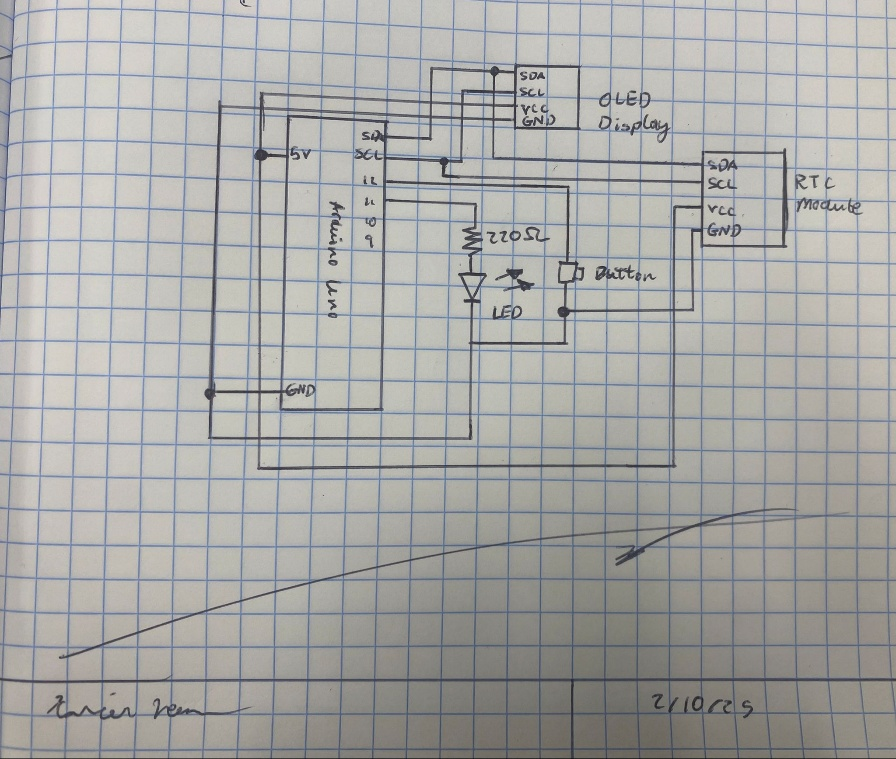 SDA
SCL
VCC
GND
OLED
Display
SDA
SCL
5V
12
11
10
9
Arduino Uno
SDA
SCL
VCC
GND
RTC
Module
220Ω
Button
LED
GND
2/10/25